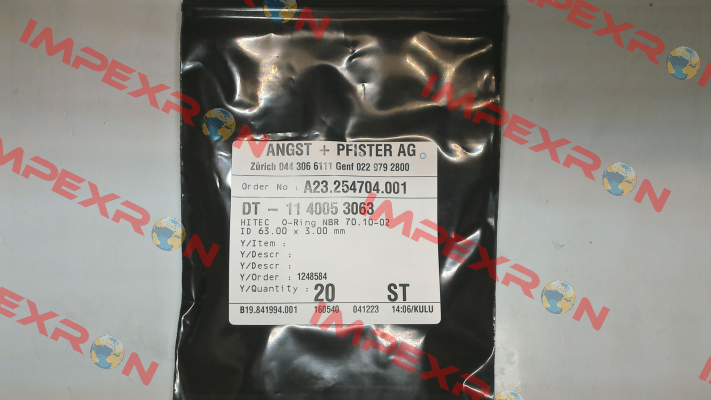 ANGST + PFISTER AG
Zürich 044 306 6111 Genf 022 979 2800
Order No : A23.254704.001
DT - 11 4005 3063
HITEC O-Ring NBR 70.10-02
ID 63.00 x 3.00 mm
Y/Item :
Y/Descr :
Y/Descr :
Y/Order : 1248584
Y/Quantity : 20 ST
B19.841994.001 160540 041223 14:06/KULU
IMPEXRON
IMPEXRON
IMPEXRON
IMPEXRON
IMPEXRON
IMPEXRON
IMPEXRON